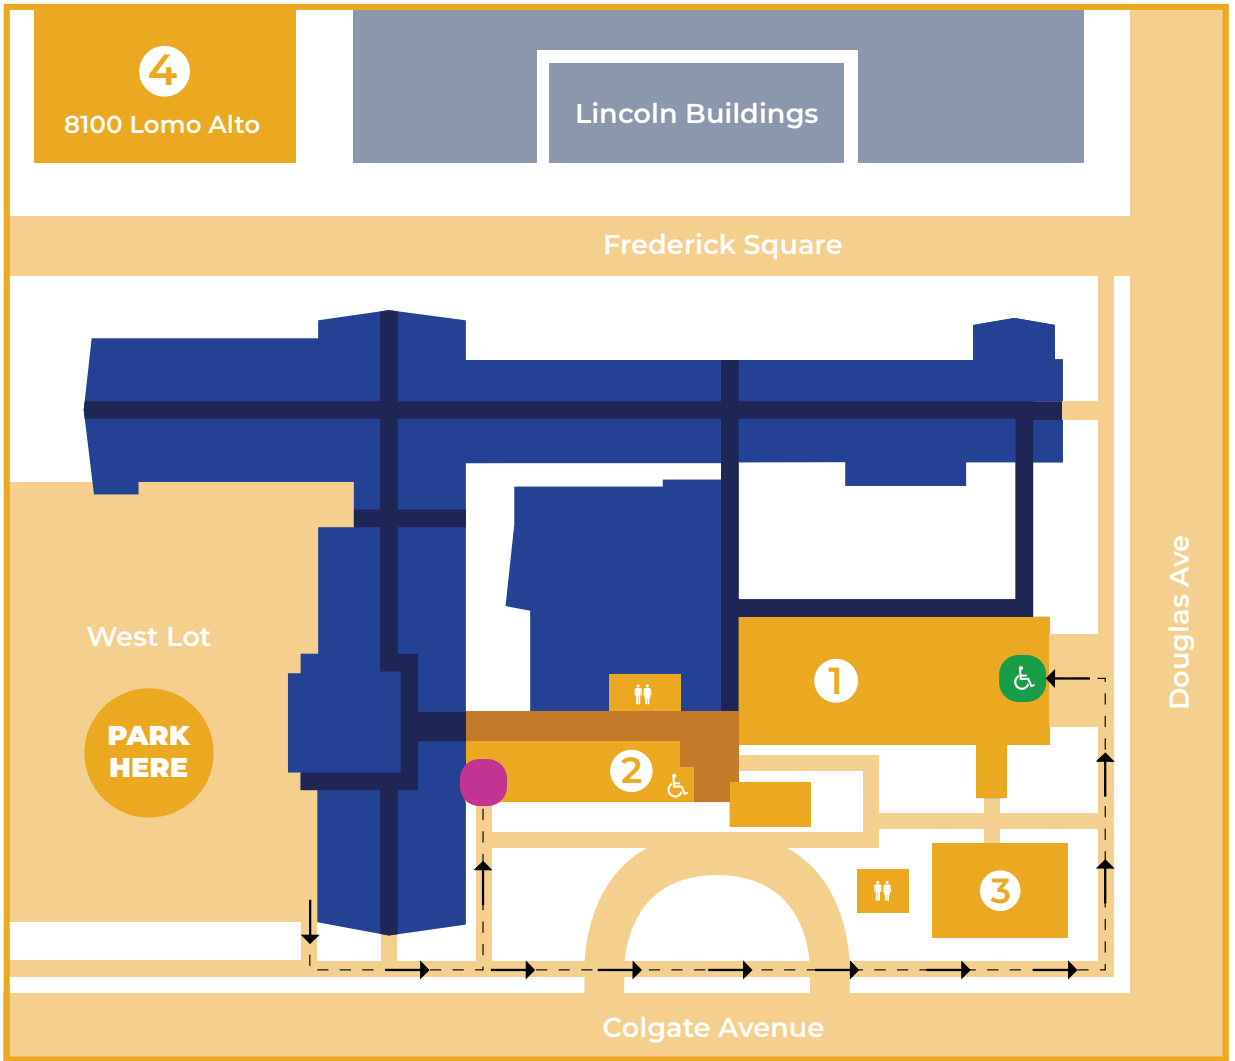 4
8100 Lomo Alto
Lincoln Buildings
Frederick Square
Douglas Ave
West Lot
PARK
HERE
1
2
3
Colgate Avenue